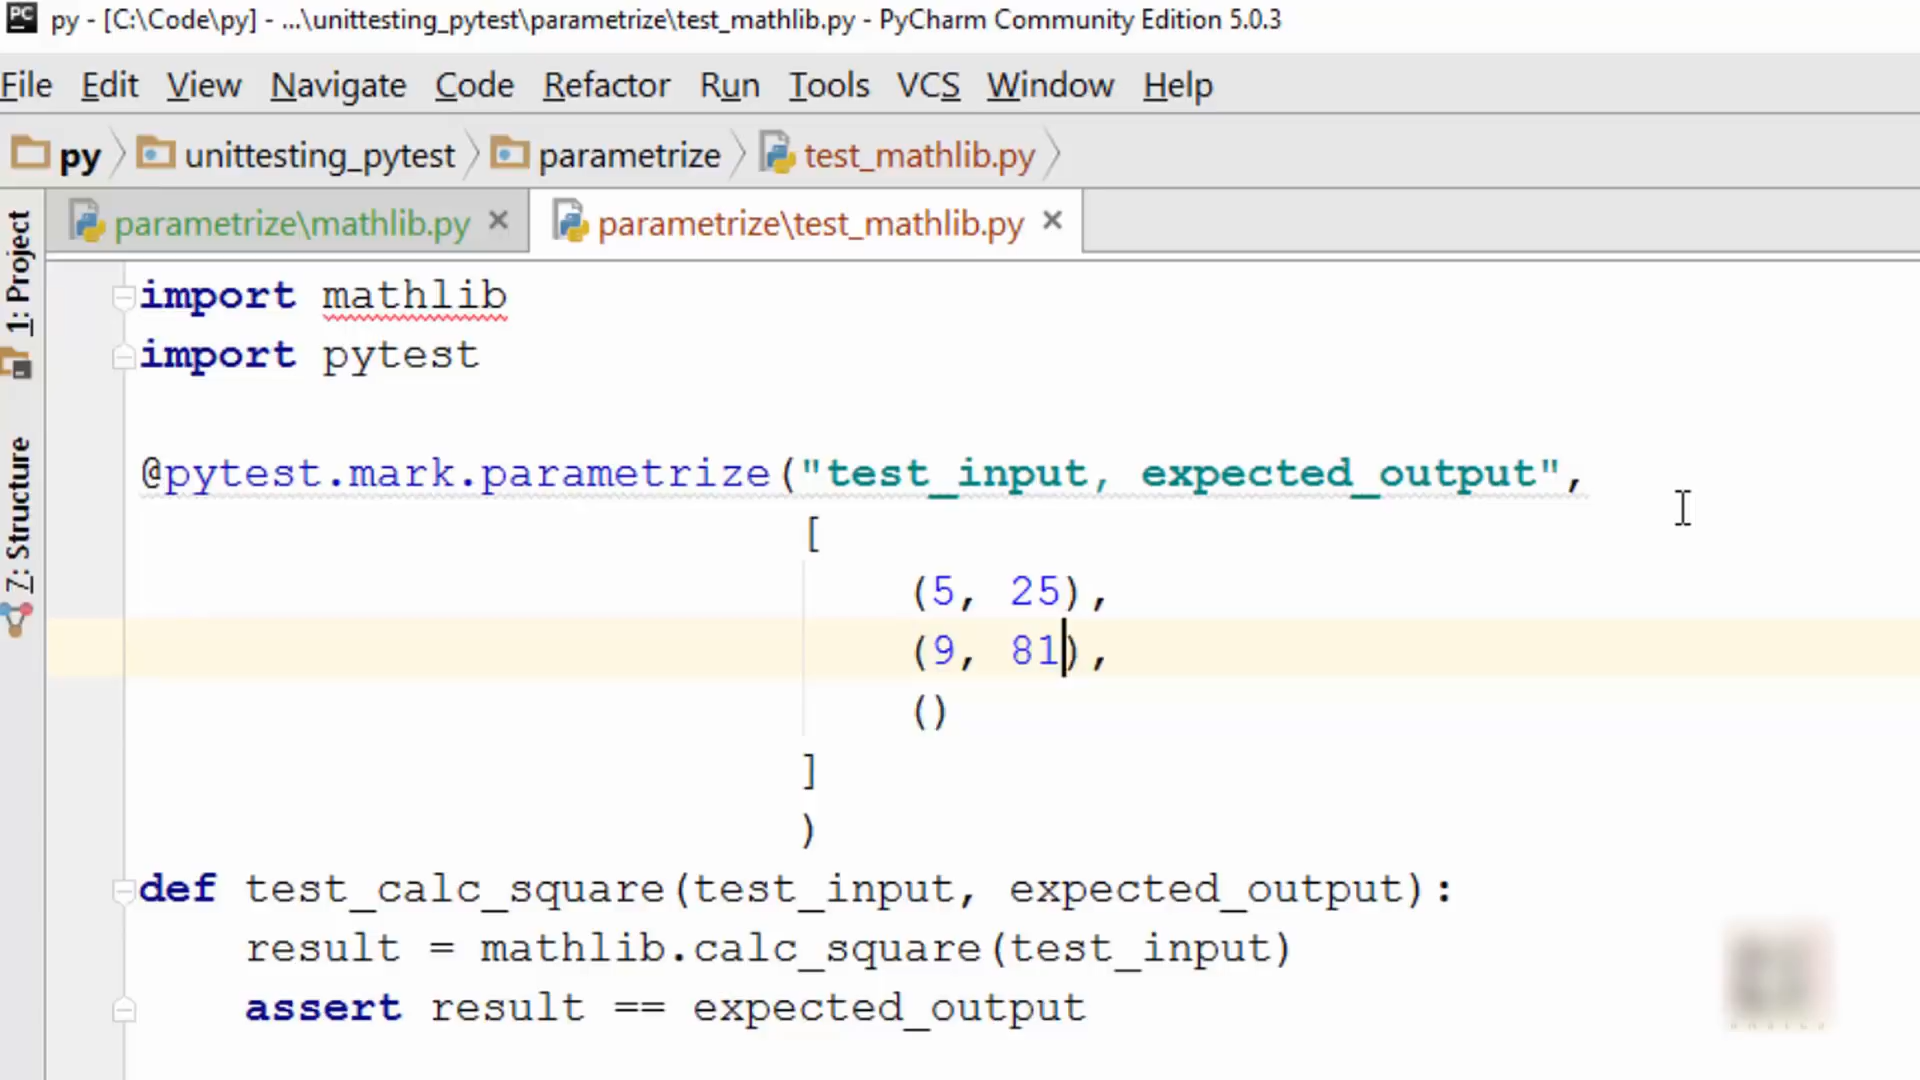 py - [C:\Code\py] - ...\unittesting_pytest\parametrize\test_mathlib.py - PyCharm Community Edition 5.0.3
File Edit View Navigate Code Refactor Run Tools VCS Window Help
py unittesting_pytest parametrize test_mathlib.py
parametrize\mathlib.py × parametrize\test_mathlib.py ×
1: Project
7: Structure
import mathlib
import pytest
@pytest.mark.parametrize("test_input, expected_output",
[
(5, 25),
(9, 81),
()
]
)
def test_calc_square(test_input, expected_output):
result = mathlib.calc_square(test_input)
assert result == expected_output